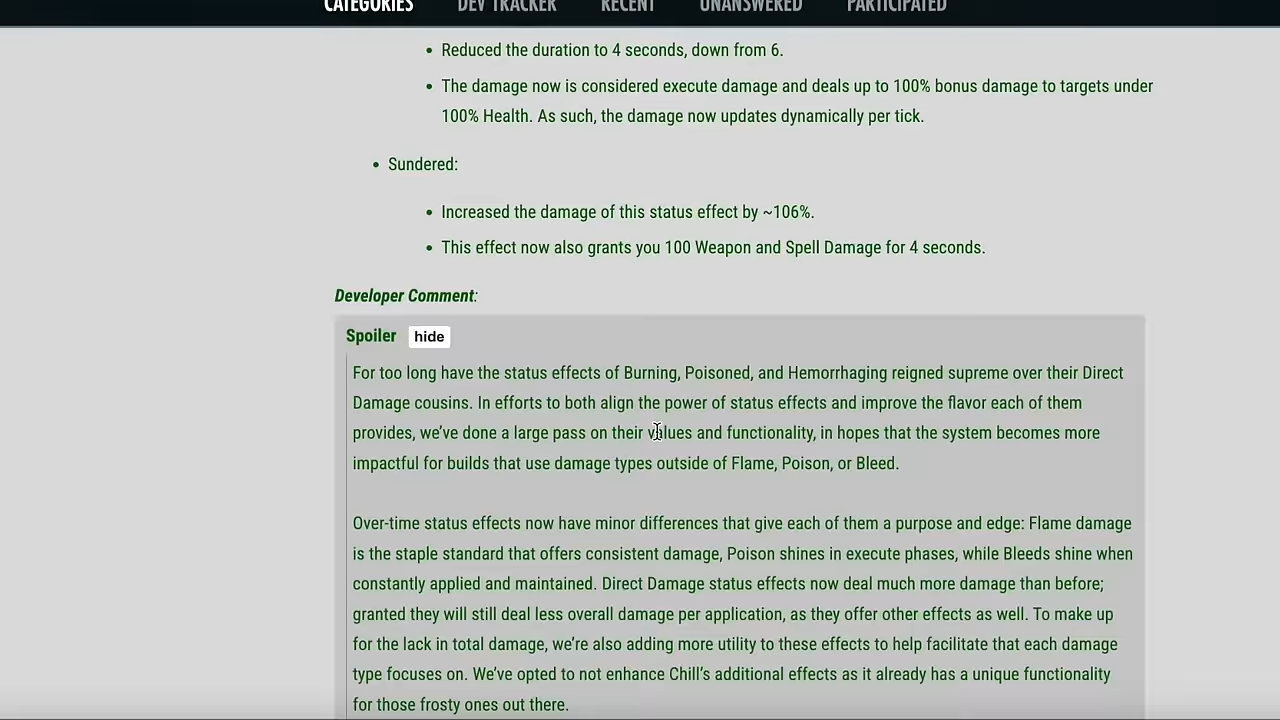 CATEGORIES DEV TRACKER RECENT UNANSWERED PARTICIPATED
• Reduced the duration to 4 seconds, down from 6.
• The damage now is considered execute damage and deals up to 100% bonus damage to targets under
100% Health. As such, the damage now updates dynamically per tick.
• Sundered:
• Increased the damage of this status effect by ~106%.
• This effect now also grants you 100 Weapon and Spell Damage for 4 seconds.
Developer Comment:
Spoiler hide
For too long have the status effects of Burning, Poisoned, and Hemorrhaging reigned supreme over their Direct
Damage cousins. In efforts to both align the power of status effects and improve the flavor each of them
provides, we've done a large pass on their values and functionality, in hopes that the system becomes more
impactful for builds that use damage types outside of Flame, Poison, or Bleed.
Over-time status effects now have minor differences that give each of them a purpose and edge: Flame damage
is the staple standard that offers consistent damage, Poison shines in execute phases, while Bleeds shine when
constantly applied and maintained. Direct Damage status effects now deal much more damage than before;
granted they will still deal less overall damage per application, as they offer other effects as well. To make up
for the lack in total damage, we're also adding more utility to these effects to help facilitate that each damage
type focuses on. We've opted to not enhance Chill's additional effects as it already has a unique functionality
for those frosty ones out there.